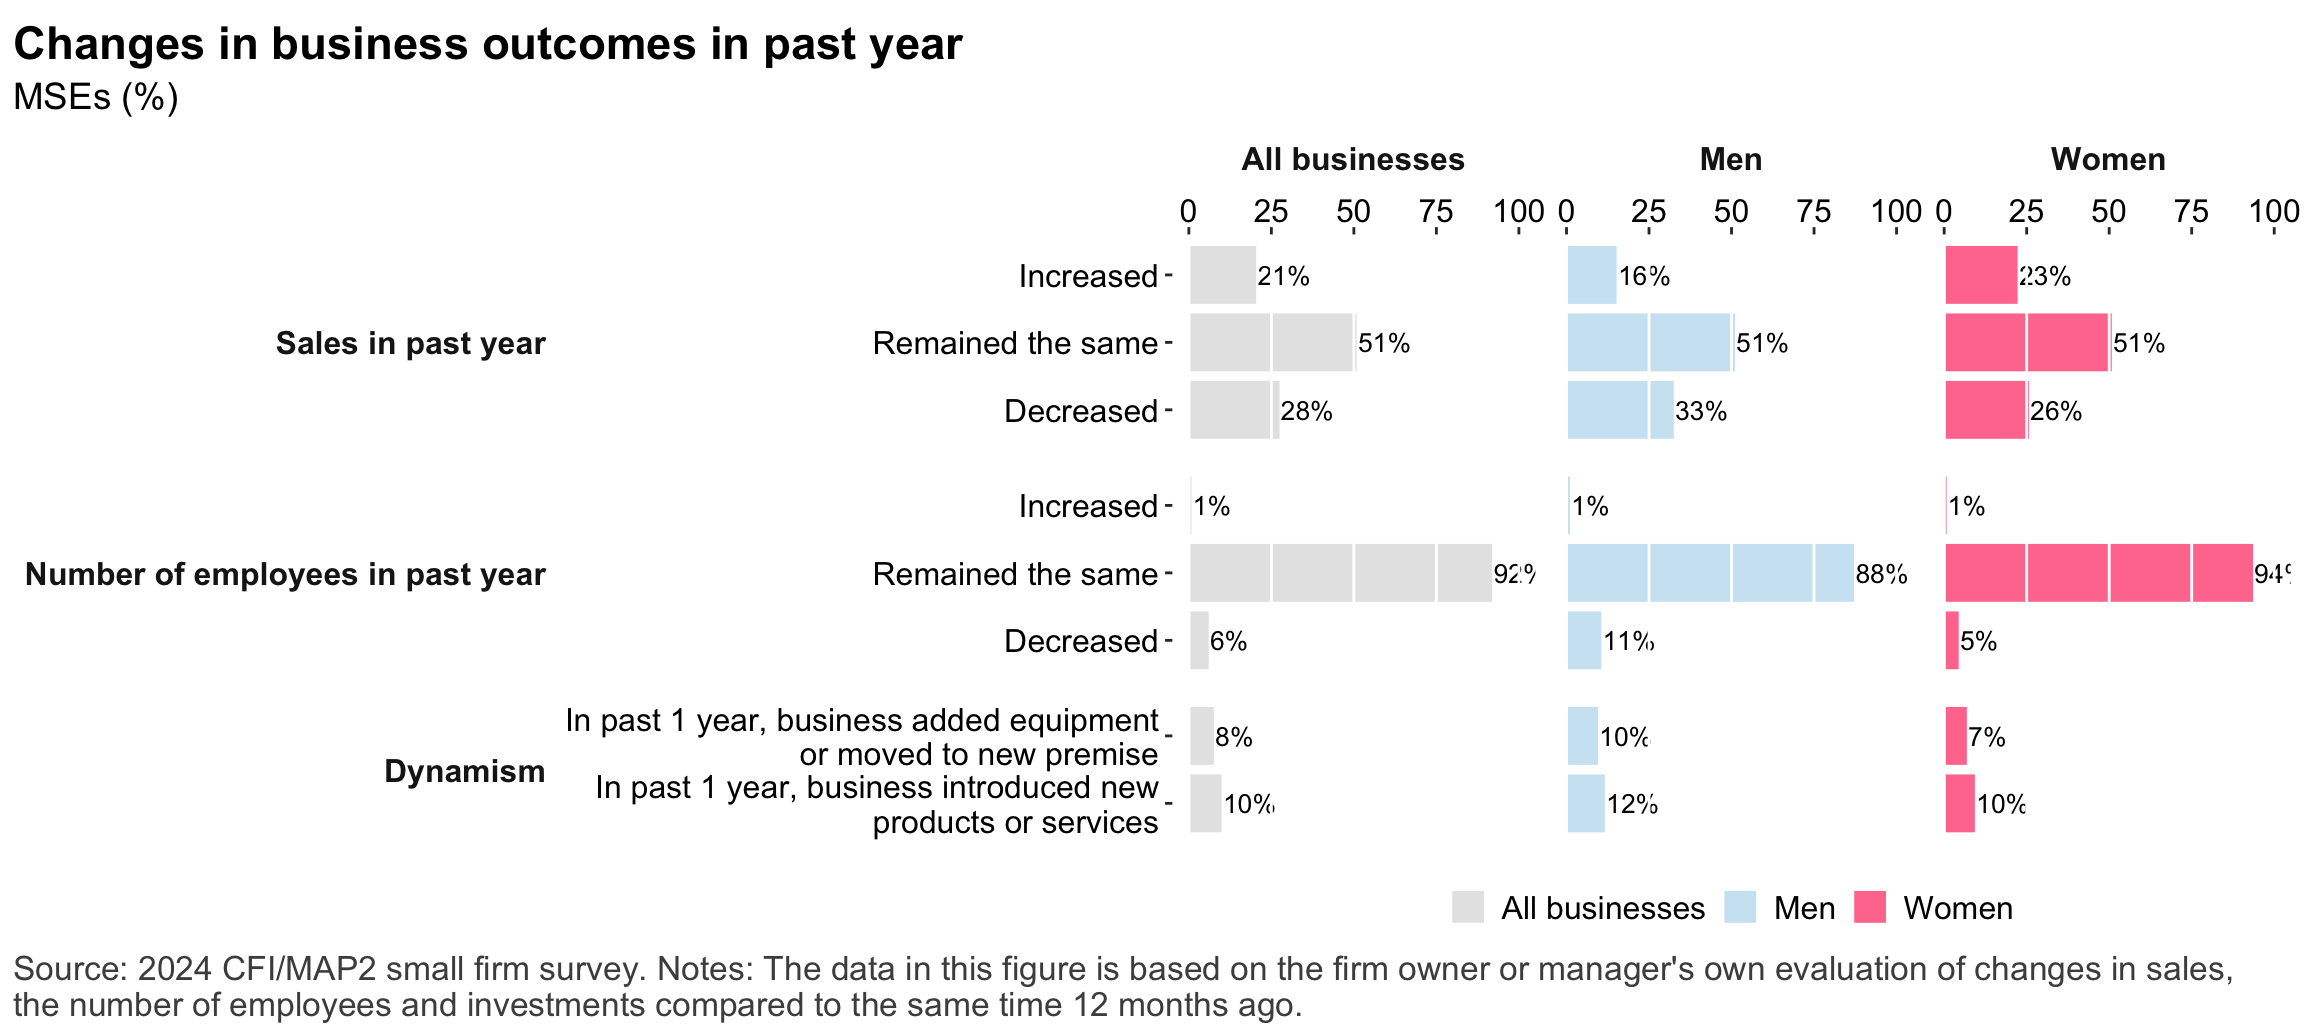 Changes in business outcomes in past year
MSEs (%)
All businesses Men Women
0 25 50 75 100 0 25 50 75 100 0 25 50 75 100
Increased 21% 16% 23%
Sales in past year Remained the same 51% 51% 51%
Decreased 28% 33% 26%
Increased 1% 1% 1%
Number of employees in past year Remained the same 92% 88% 94%
Decreased 6% 11% 5%
Dynamism
In past 1 year, business added equipment
or moved to new premise
8% 10% 7%
In past 1 year, business introduced new
products or services
10% 12% 10%
All businesses Men Women
Source: 2024 CFI/MAP2 small firm survey. Notes: The data in this figure is based on the firm owner or manager's own evaluation of changes in sales,
the number of employees and investments compared to the same time 12 months ago.